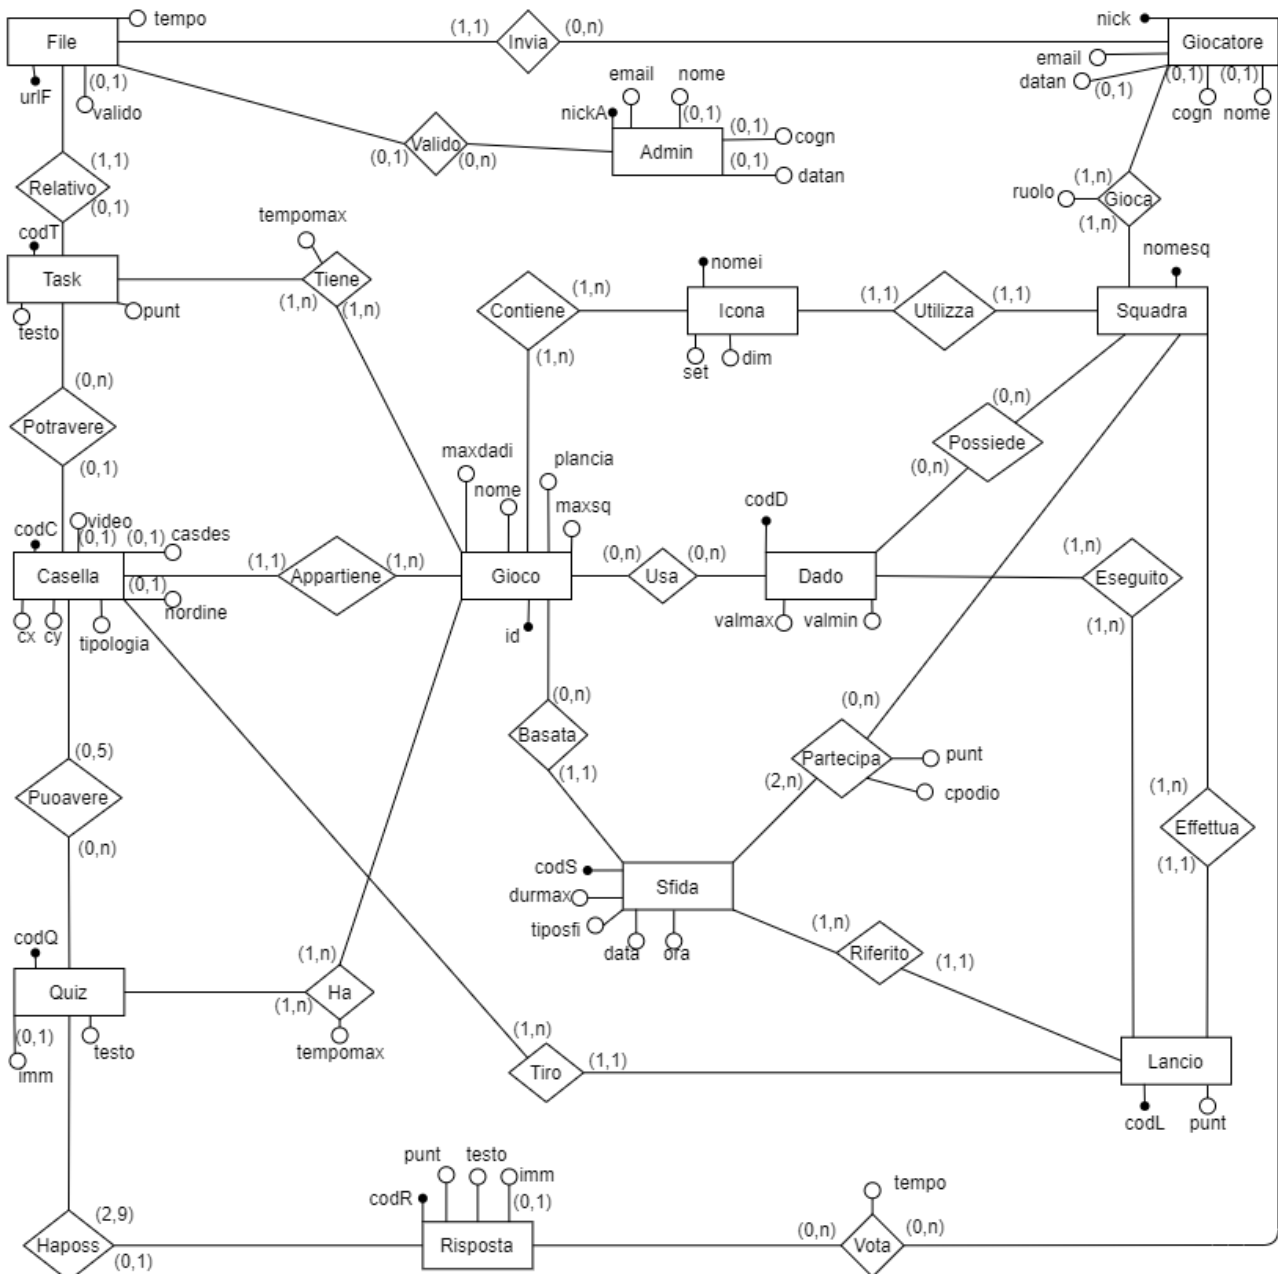 tempo
(1,1)
Invia
(0,n)
nick
File
Giocatore
email
datan
(0,1)
(0,1)
(0,1)
cogn
nome
urlF
(0,1)
valido
email
nome
nickA
(0,1)
(0,1)
cogn
Valido
Admin
(0,1)
(0,n)
(0,1)
datan
(1,1)
Relativo
(0,1)
ruolo
(1,n)
Gioca
(1,n)
codT
tempomax
Task
Tiene
(1,n)
(1,n)
testo
punt
nomei
nomesq
Contiene
(1,n)
Icona
(1,1)
Utilizza
(1,1)
Squadra
(1,n)
set
dim
(0,n)
Potravere
(0,1)
(0,n)
Possiede
(0,n)
maxdadi
plancia
nome
maxsq
codD
codC
video
(0,1)
(0,1)
casdes
Casella
(1,1)
Appartiene
(1,n)
Gioco
(0,n)
Usa
(0,n)
Dado
(1,n)
Eseguito
(1,n)
(0,1)
nordine
cx
cy
tipologia
id
valmax
valmin
(0,n)
Basata
(1,1)
(0,n)
Partecipa
punt
(2,n)
cpodio
(0,5)
Puoavere
(0,n)
(1,n)
Effettua
(1,1)
codS
Sfida
durmax
tiposfi
data
ora
(1,n)
Riferito
(1,1)
codQ
Quiz
(1,n)
Ha
(1,n)
(0,1)
testo
tempomax
imm
(1,n)
Tiro
(1,1)
Lancio
codL
punt
punt
testo
imm
codR
(0,1)
tempo
(2,9)
Haposs
(0,1)
Risposta
(0,n)
Vota
(0,n)